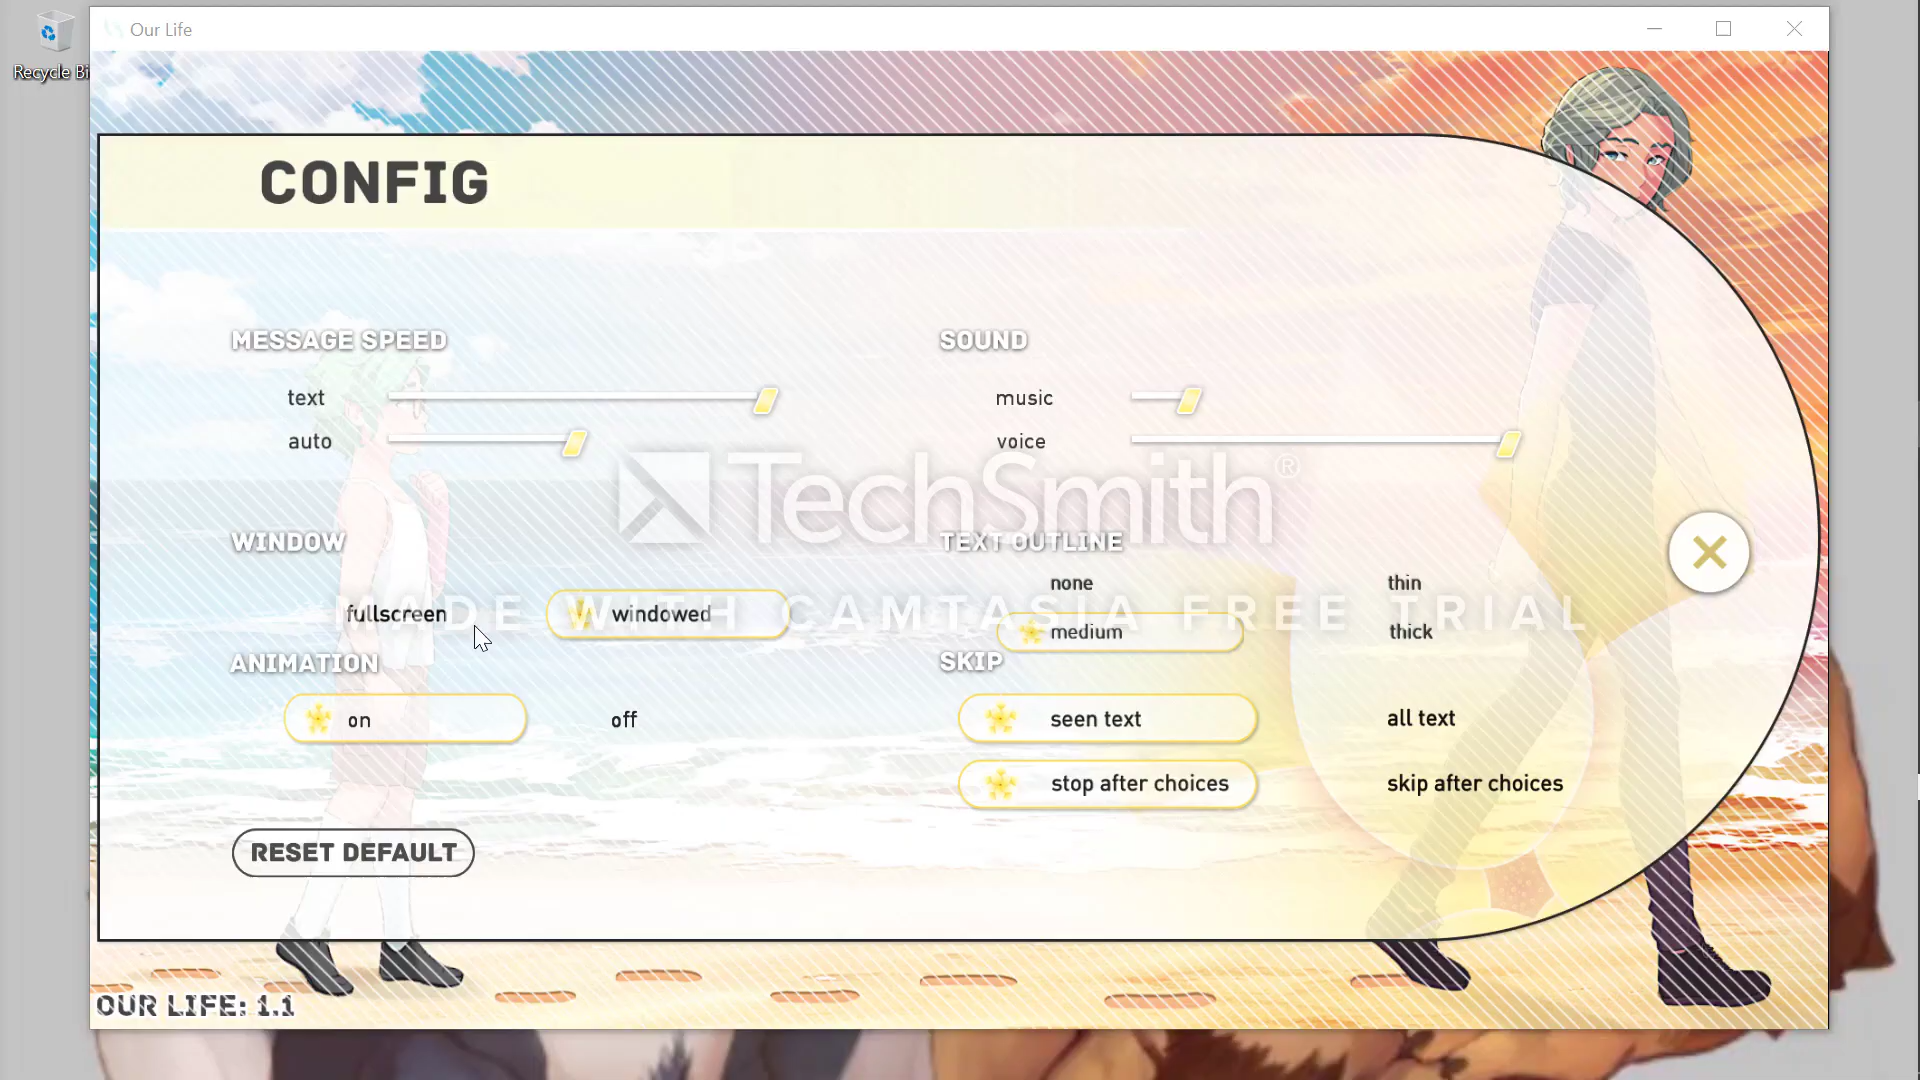 Our Life
Recycle Bi
CONFIG
MESSAGE SPEED
text
auto
SOUND
music
voice
TechSmith®
WINDOW
fullscreen
windowed
TEXT OUTLINE
none
thin
medium
thick
MADE WITH CAMTASIA FREE TRIAL
ANIMATION
on
off
SKIP
seen text
all text
stop after choices
skip after choices
RESET DEFAULT
OUR LIFE: 1.1